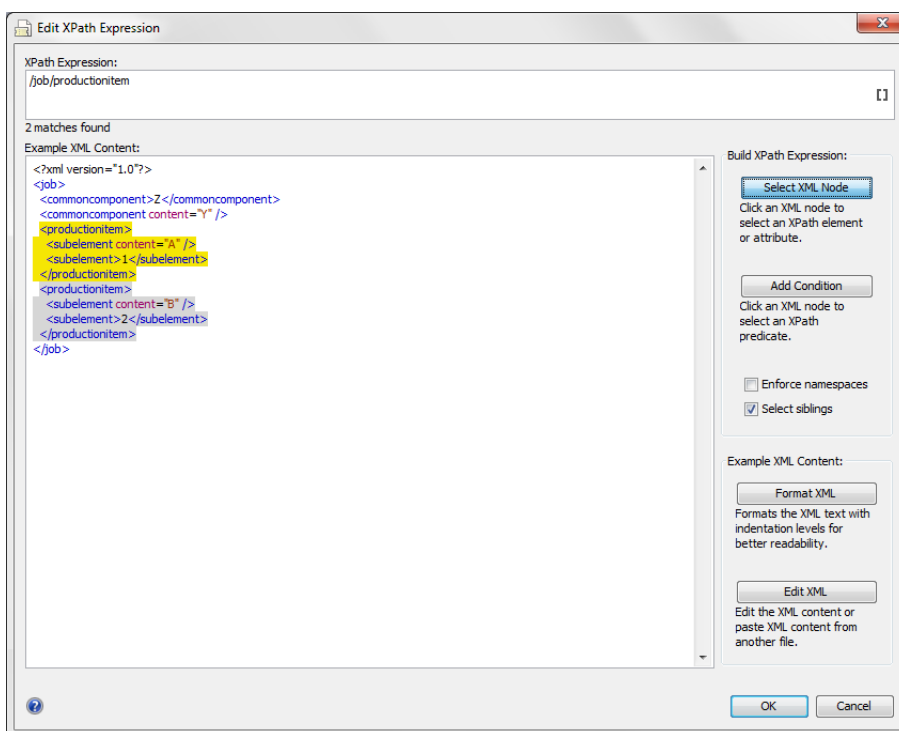 Edit XPath Expression
XPath Expression:
/job/productionitem
[]
2 matches found
Example XML Content:
<?xml version="1.0"?>
<job>
<commoncomponent>Z</commoncomponent>
<commoncomponent content="Y" />
<productionitem>
<subelement content="A" />
<subelement>1</subelement>
</productionitem>
<productionitem>
<subelement content="B" />
<subelement>2</subelement>
</productionitem>
</job>
Build XPath Expression:
Select XML Node
Click an XML node to
select an XPath element
or attribute.
Add Condition
Click an XML node to
select an XPath
predicate.
Enforce namespaces
Select siblings
Example XML Content:
Format XML
Formats the XML text with
indentation levels for
better readability.
Edit XML
Edit the XML content or
paste XML content from
another file.
?
OK
Cancel